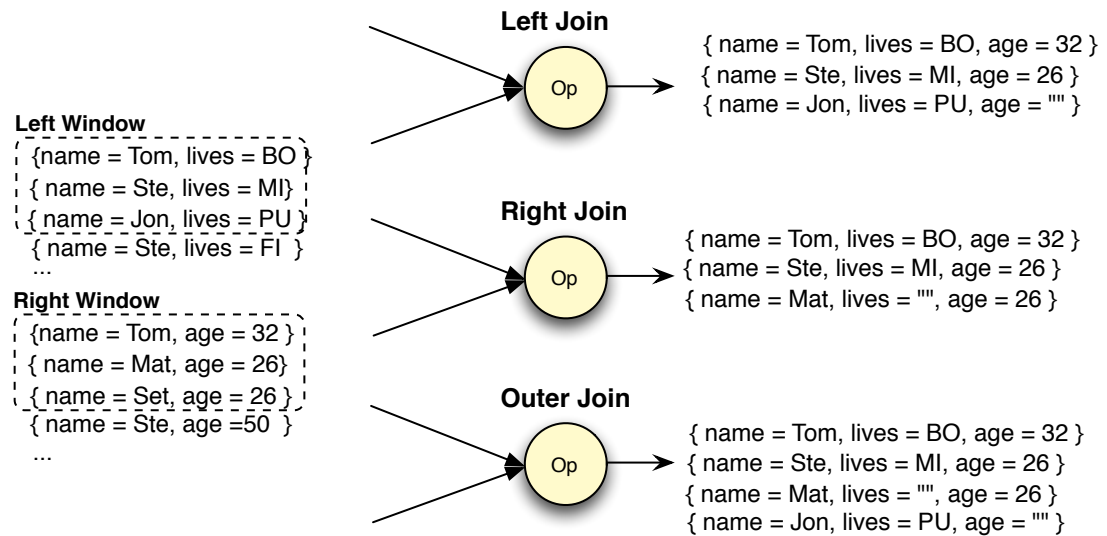 Left Window
{name = Tom, lives = BO }
{ name = Ste, lives = MI}
{ name = Jon, lives = PU }
{ name = Ste, lives = FI }
...
Right Window
{name = Tom, age = 32 }
{ name = Mat, age = 26}
{ name = Set, age = 26 }
{ name = Ste, age =50 }
...
Left Join
Op
{ name = Tom, lives = BO, age = 32 }
{ name = Ste, lives = MI, age = 26 }
{ name = Jon, lives = PU, age = "" }
Right Join
Op
{ name = Tom, lives = BO, age = 32 }
{ name = Ste, lives = MI, age = 26 }
{ name = Mat, lives = "", age = 26 }
Outer Join
Op
{ name = Tom, lives = BO, age = 32 }
{ name = Ste, lives = MI, age = 26 }
{ name = Mat, lives = "", age = 26 }
{ name = Jon, lives = PU, age = "" }